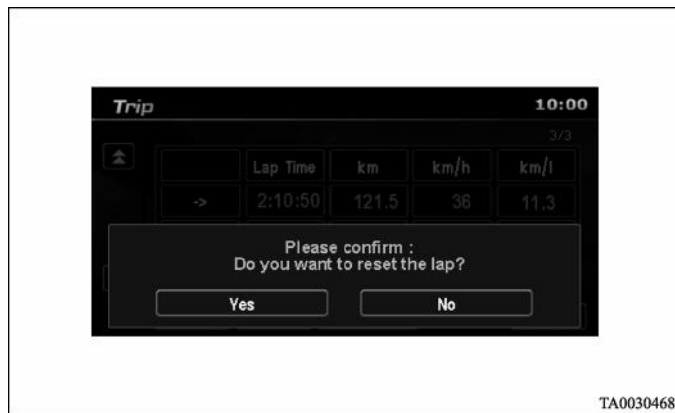 Trip 10:00
3/3
Lap Time km km/h km/l
-> 2:10:50 121.5 36 11.3
Please confirm :
Do you want to reset the lap?
Yes No
TA0030468